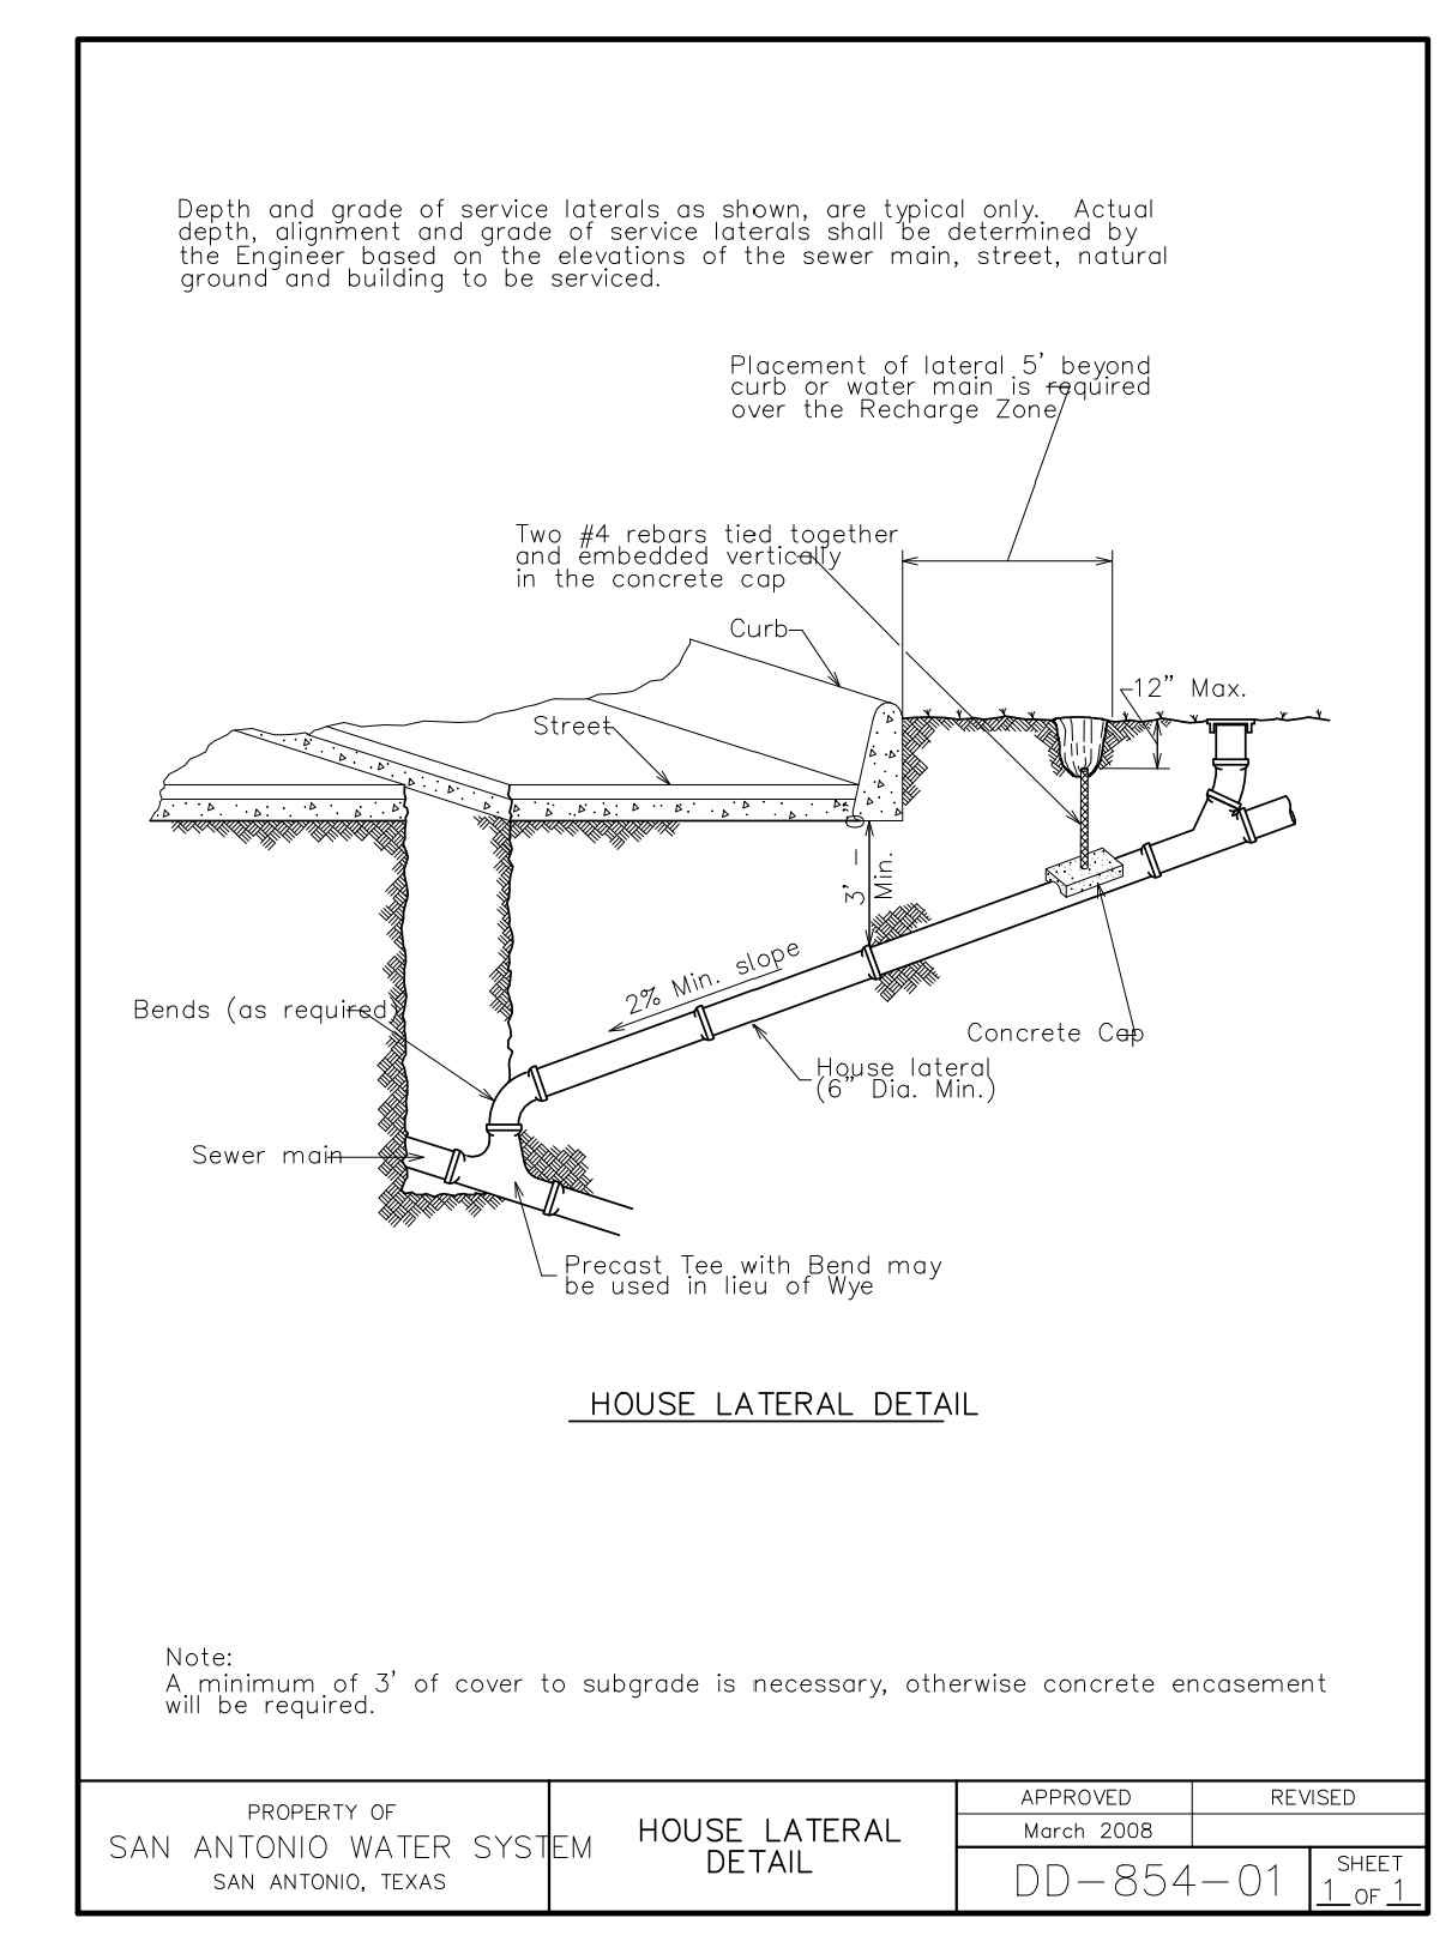 Depth and grade of service laterals as shown, are typical only. Actual
depth, alignment and grade of service laterals shall be determined by
the Engineer based on the elevations of the sewer main, street, natural
ground and building to be serviced.
Placement of lateral 5' beyond
curb or water main is required
over the Recharge Zone
Two #4 rebars tied together
and embedded vertically
in the concrete cap
Curb
12" Max.
Street
3' - 0
Min.
2% Min. slope
Bends (as required)
Concrete Cap
House lateral
(6" Dia. Min.)
Sewer main
Precast Tee with Bend may
be used in lieu of Wye
HOUSE LATERAL DETAIL
Note:
A minimum of 3' of cover to subgrade is necessary, otherwise concrete encasement
will be required.
PROPERTY OF
SAN ANTONIO WATER SYSTEM
SAN ANTONIO, TEXAS
HOUSE LATERAL
DETAIL
APPROVED
March 2008
REVISED
DD-854-01
SHEET
1 OF 1